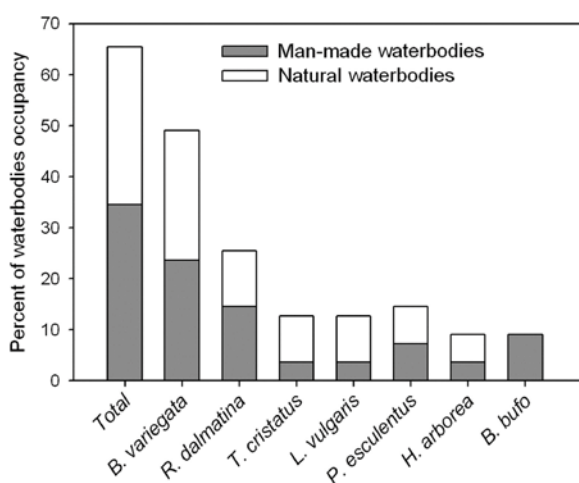 70
60
50
40
30
20
10
0
Percent of waterbodies occupancy
Man-made waterbodies
Natural waterbodies
Total
B. variegata
R. dalmatina
T. cristatus
L. vulgaris
P. esculentus
H. arborea
B. bufo